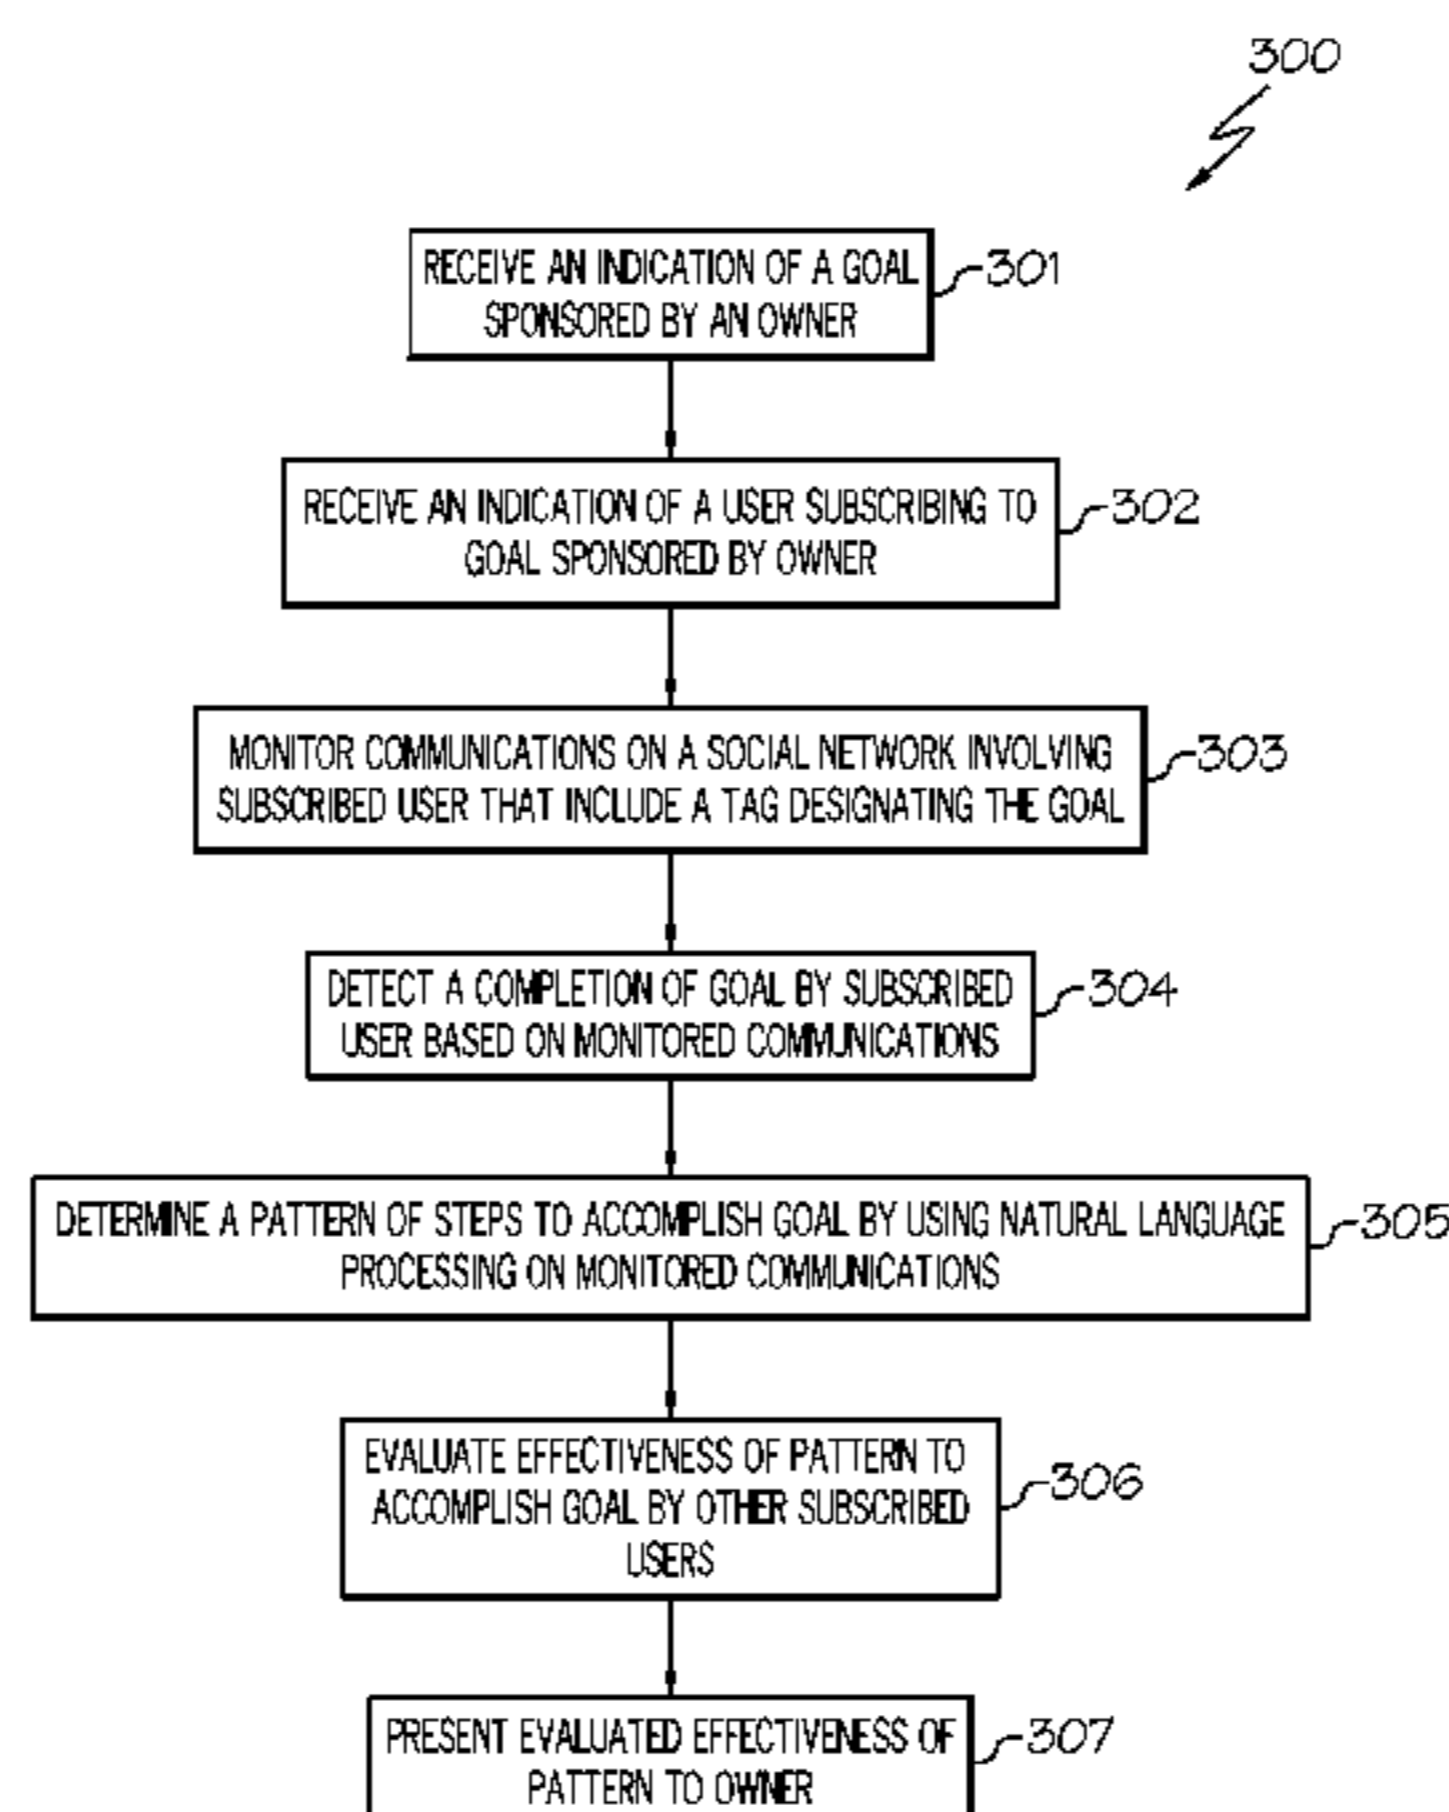 300
RECEIVE AN INDICATION OF A GOAL
SPONSORED BY AN OWNER
301
RECEIVE AN INDICATION OF A USER SUBSCRIBING TO
GOAL SPONSORED BY OWNER
302
MONITOR COMMUNICATIONS ON A SOCIAL NETWORK INVOLVING
SUBSCRIBED USER THAT INCLUDE A TAG DESIGNATING THE GOAL
303
DETECT A COMPLETION OF GOAL BY SUBSCRIBED
USER BASED ON MONITORED COMMUNICATIONS
304
DETERMINE A PATTERN OF STEPS TO ACCOMPLISH GOAL BY USING NATURAL LANGUAGE
PROCESSING ON MONITORED COMMUNICATIONS
305
EVALUATE EFFECTIVENESS OF PATTERN TO
ACCOMPLISH GOAL BY OTHER SUBSCRIBED
USERS
306
PRESENT EVALUATED EFFECTIVENESS OF
PATTERN TO OWNER
307